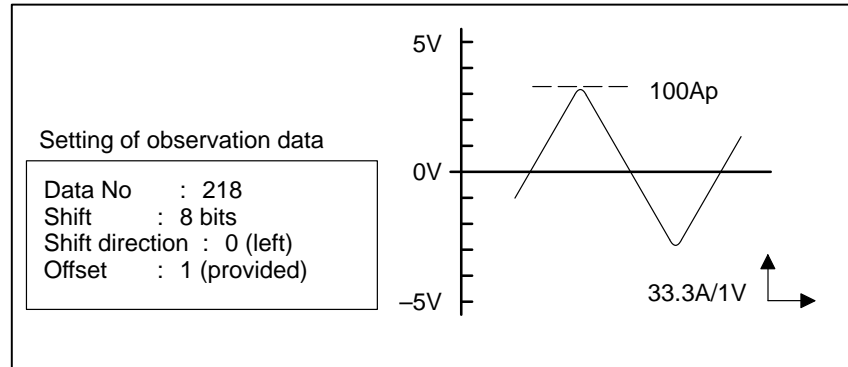 Setting of observation data
Data No : 218
Shift : 8 bits
Shift direction : 0 (left)
Offset : 1 (provided)
5V
100Ap
0V
33.3A/1V
–5V